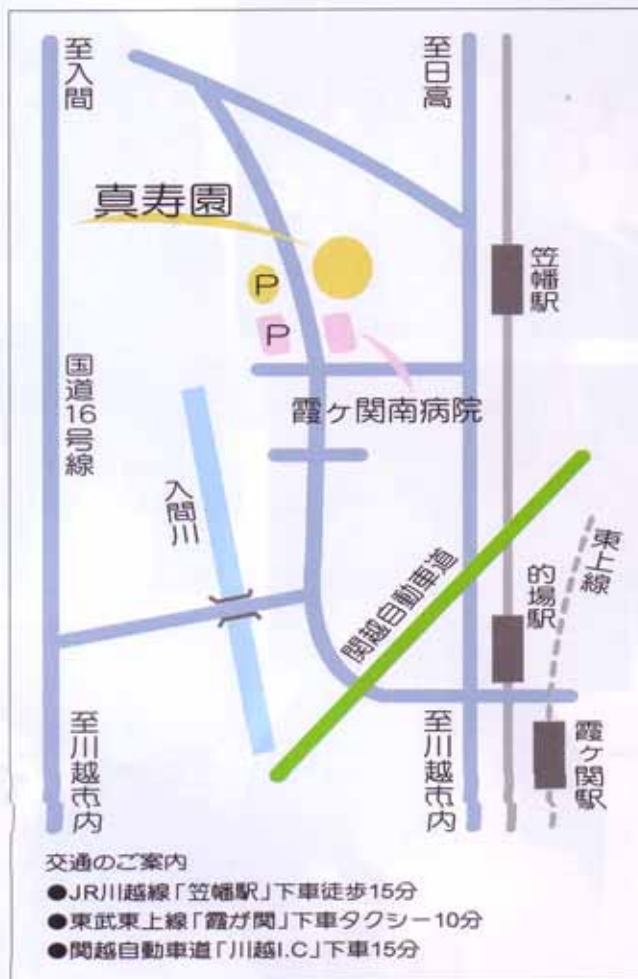 至入間
至日高
真寿園
笠幡駅
P
P
国道16号線
霞ヶ関南病院
入間川
東上線
関越自動車道
的場駅
至川越市内
至川越市内
霞ヶ関駅
交通のご案内
●JR川越線「笠幡駅」下車徒歩15分
●東武東上線「霞が関」下車タクシー10分
●関越自動車道「川越I.C」下車15分